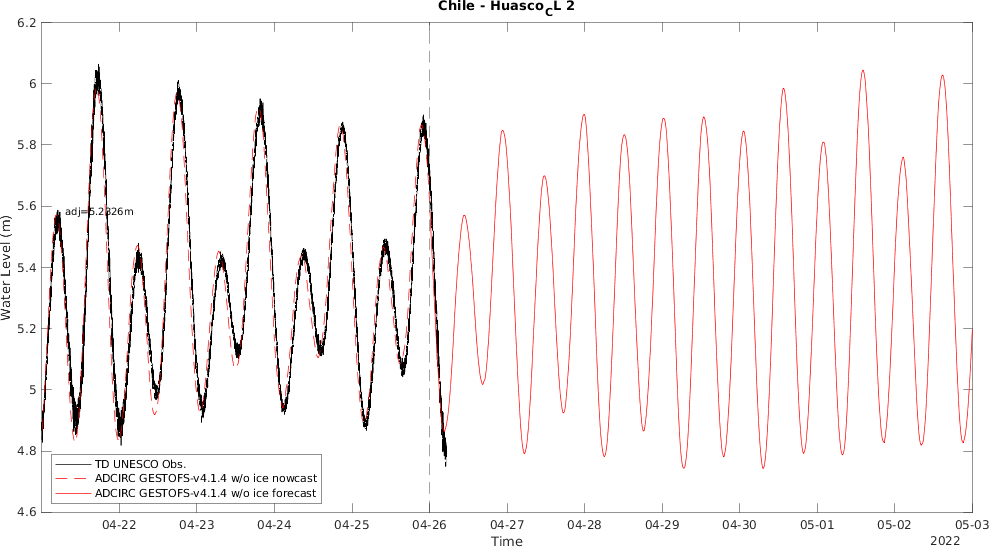 Chile - Huasco_CL 2
6.2
6
5.8
5.6
5.4
5.2
5
4.8
4.6
Water Level (m)
adj=5.2326m
TD UNESCO Obs.
ADCIRC GESTOFS-v4.1.4 w/o ice nowcast
ADCIRC GESTOFS-v4.1.4 w/o ice forecast
04-22 04-23 04-24 04-25 04-26 04-27 04-28 04-29 04-30 05-01 05-02 05-03
Time
2022